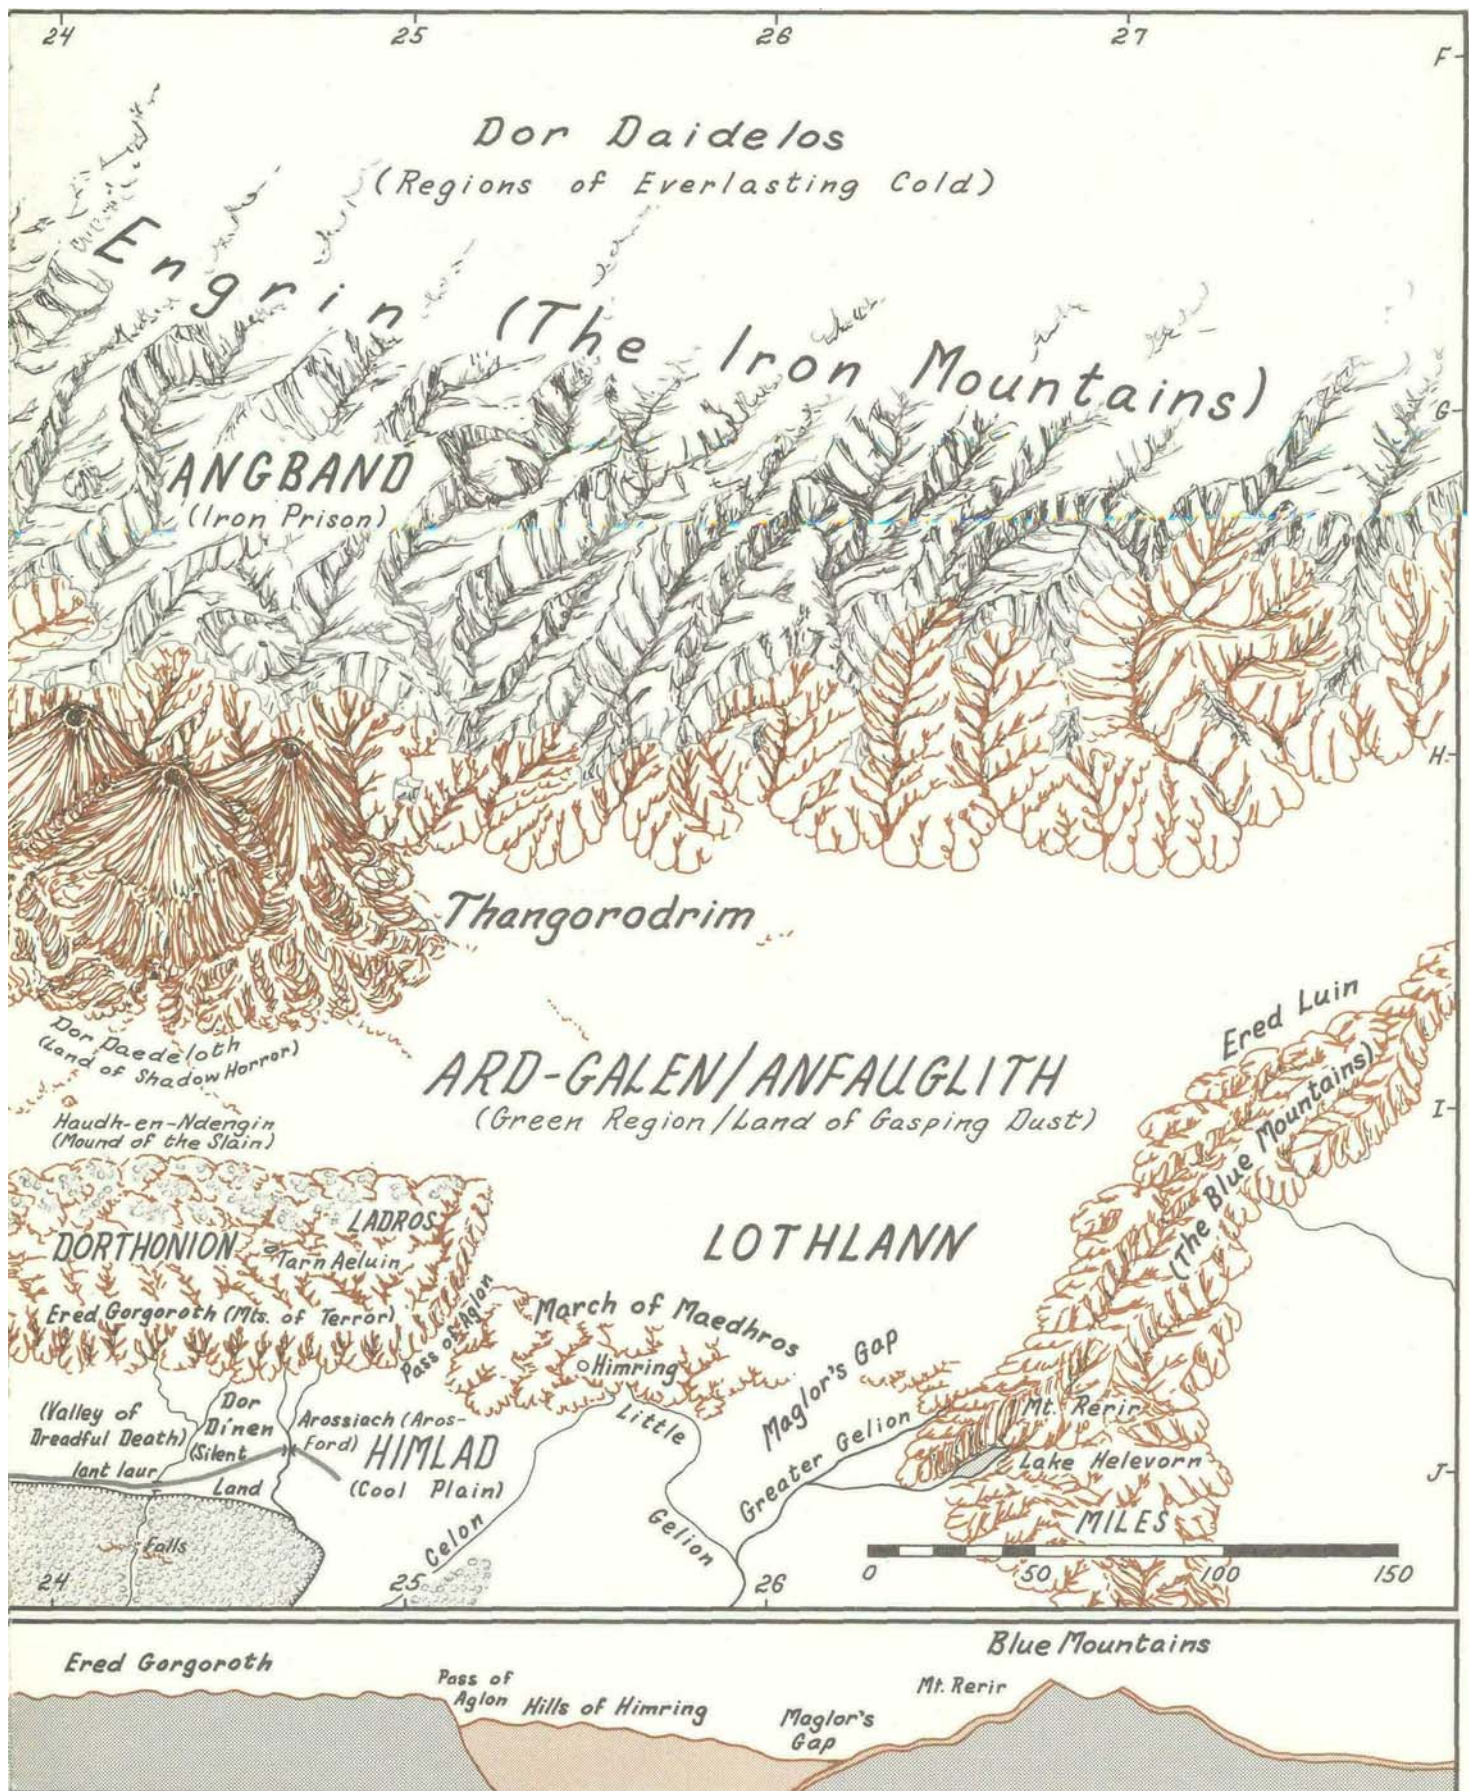 24 25 26 27
F
Dor Daidelos
(Regions of Everlasting Cold)
Engrin (The Iron Mountains)
G
ANGBAND
(Iron Prison)
H
Thangorodrim
Dor Daedeloth
(Land of Shadow Horror)
Ered Luin
(The Blue Mountains)
ARD-GALEN/ANFAUGLITH
(Green Region/Land of Gasping Dust)
I
Haudh-en-Ndengin
(Mound of the Slain)
LADROS
DORTHONION
Tarn Aeluin
LOTHLANN
Ered Gorgoroth (Mts. of Terror)
Pass of Aglon
March of Maedhros
Himring
Maglor's Gap
(Valley of
Dreadful Death)
Dor
Dínen
(Silent
Land
Arossiach (Aros-
Ford)
HIMLAD
(Cool Plain)
Little
Gelion
Greater Gelion
Mt. Rerir
Lake Helevorn
J
Iant Iaur
Falls
Celon
MILES
0 50 100 150
24 25 26
Ered Gorgoroth
Pass of
Aglon
Hills of Himring
Maglor's
Gap
Mt. Rerir
Blue Mountains